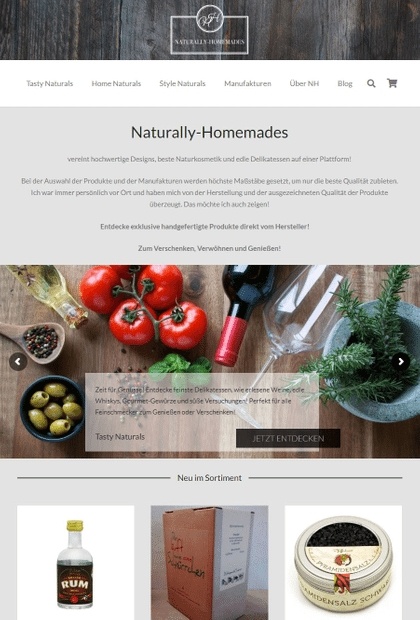 NATURALLY-HOMEMADES
Tasty Naturals Home Naturals Style Naturals Manufakturen Über NH Blog
Naturally-Homemades
vereint hochwertige Designs, beste Naturkosmetik und edle Delikatessen auf einer Plattform!
Bei der Auswahl der Produkte und der Manufakturen werden höchste Maßstäbe gesetzt, um nur die beste Qualität zubieten.
Ich war immer persönlich vor Ort und haben mich von der Herstellung und der ausgezeichneten Qualität der Produkte
überzeugt. Das möchte ich auch zeigen!
Entdecke exklusive handgefertigte Produkte direkt vom Hersteller!
Zum Verschenken, Verwöhnen und Genießen!
Zeit für Genuss! Entdecke feinste Delikatessen, wie erlesene Weine, edle
Whiskys, Gourmet-Gewürze und süße Versuchungen! Perfekt für alle
Feinschmecker zum Genießen oder Verschenken!
Tasty Naturals
JETZT ENTDECKEN
Neu im Sortiment
RUM
PYRAMIDENSALZ